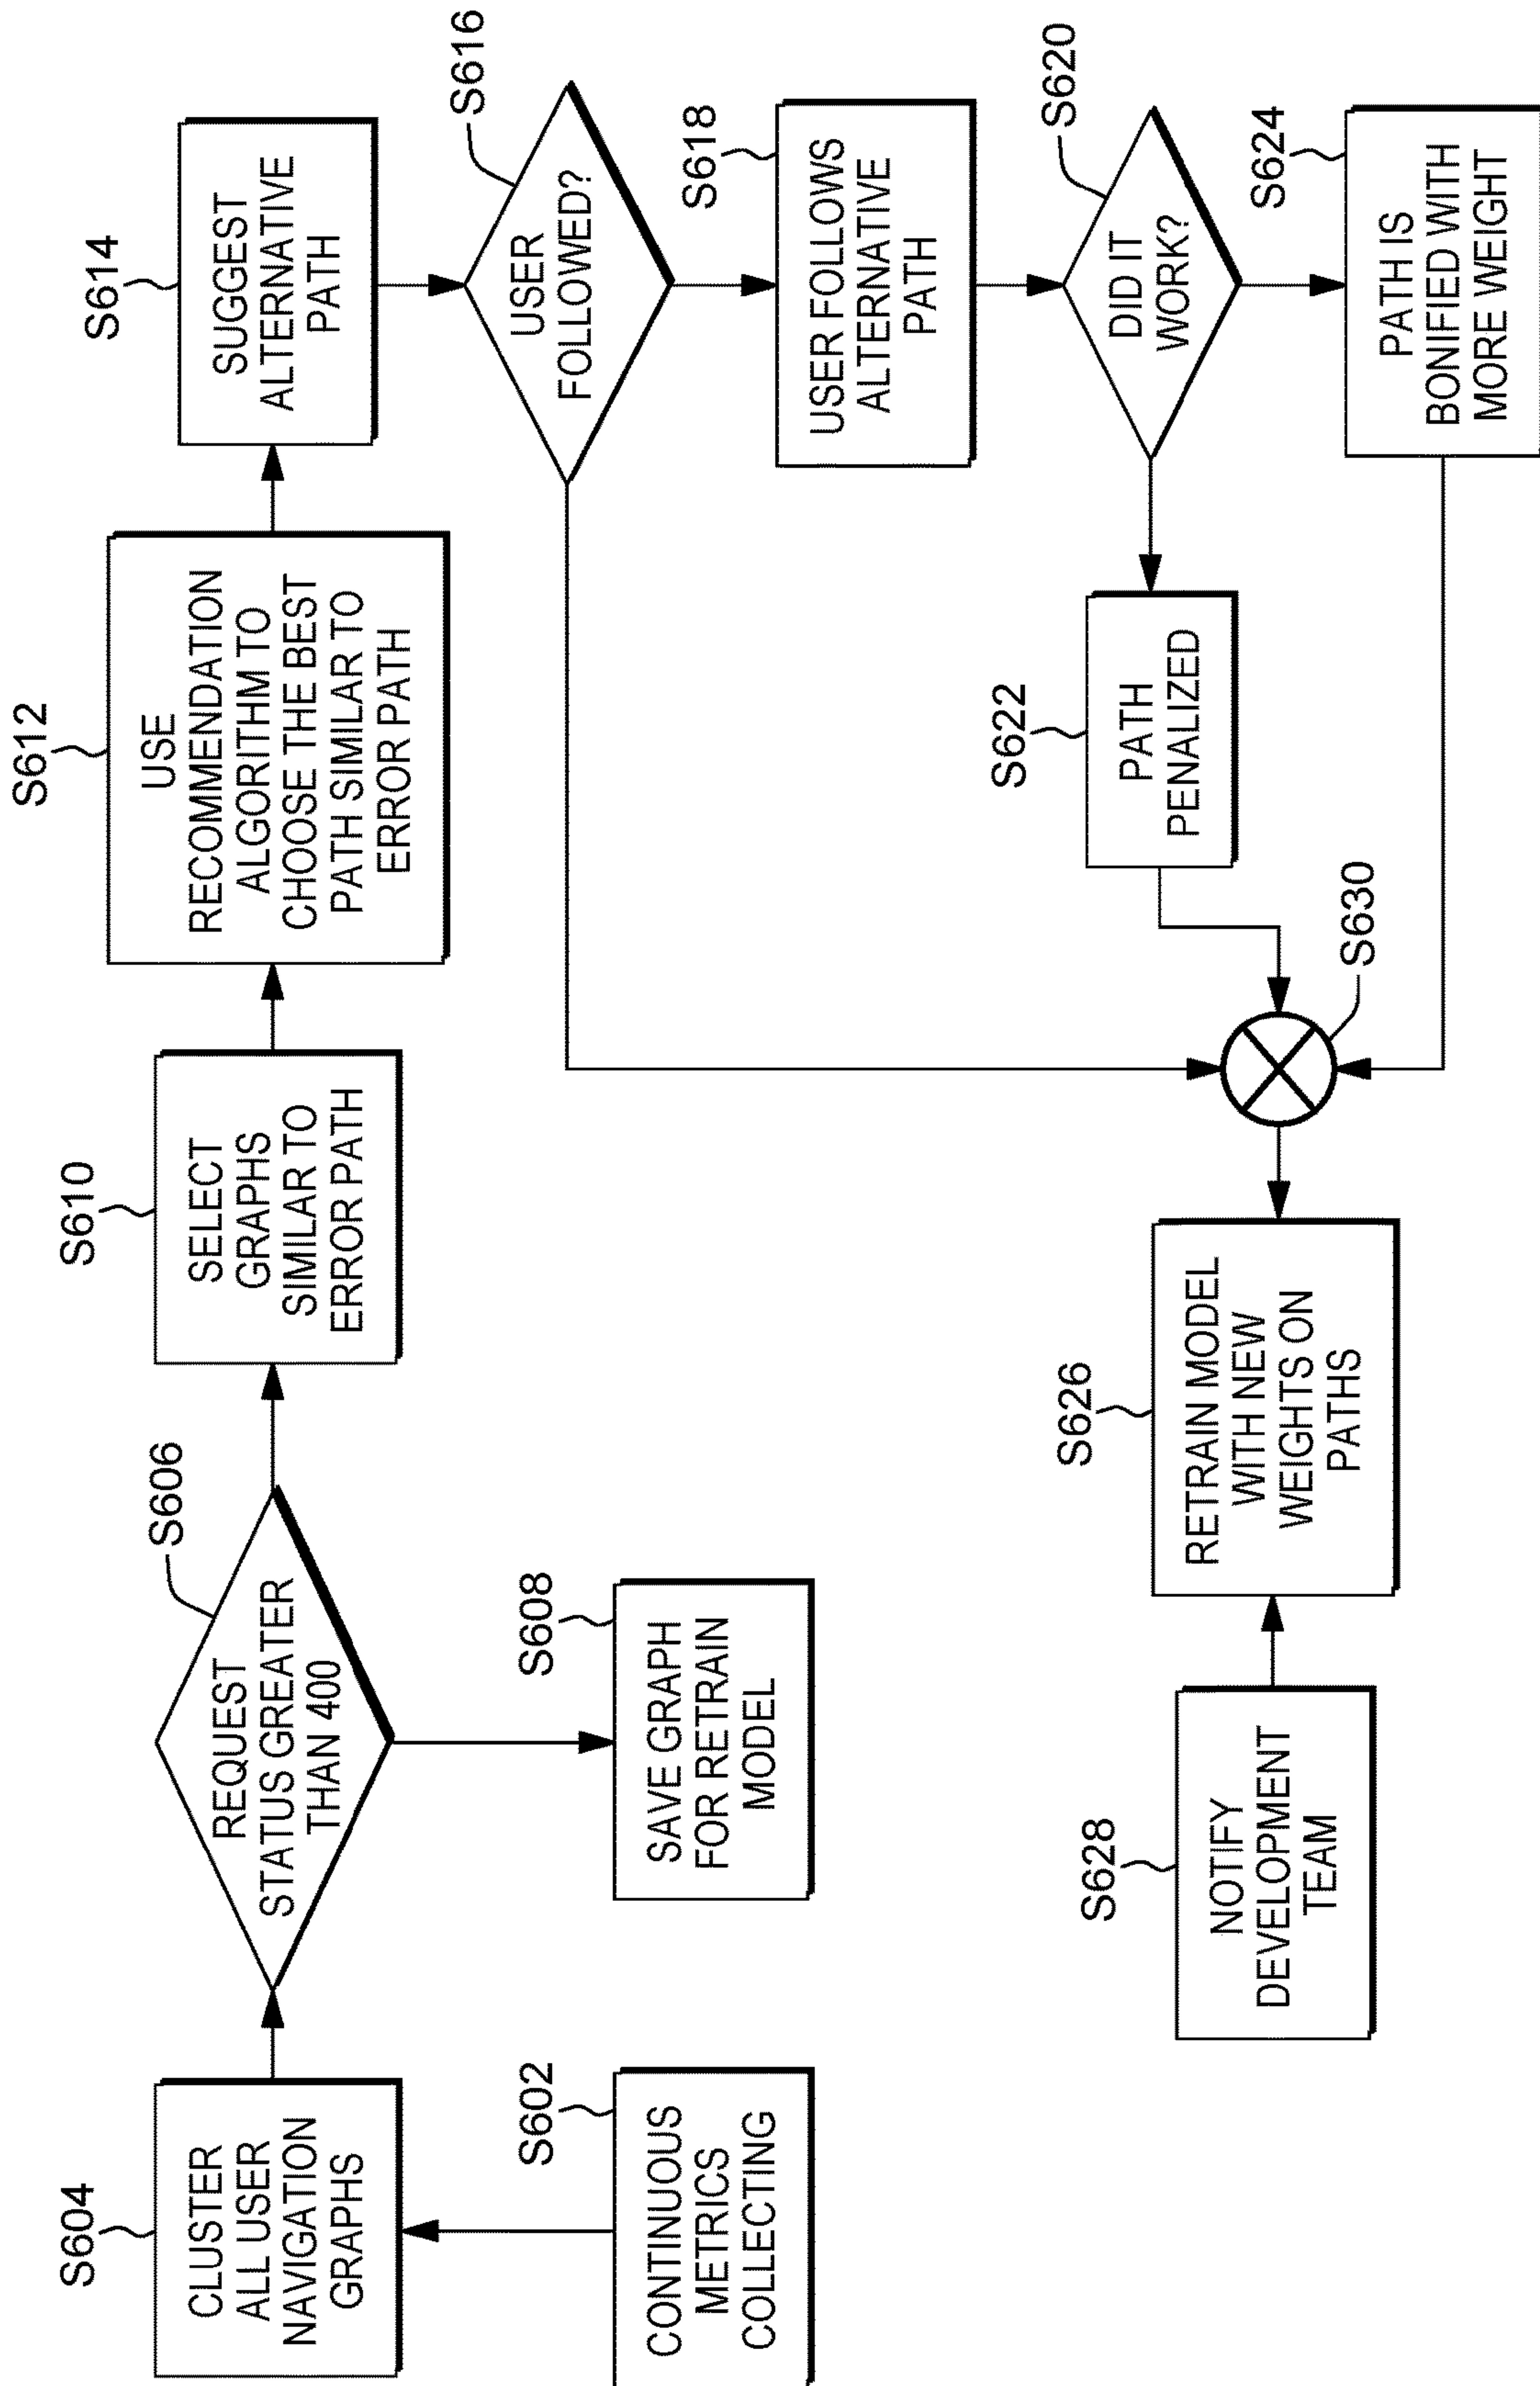 S602
CONTINUOUS
METRICS
COLLECTING
S604
CLUSTER
ALL USER
NAVIGATION
GRAPHS
S606
REQUEST
STATUS GREATER
THAN 400
S608
SAVE GRAPH
FOR RETRAIN
MODEL
S610
SELECT
GRAPHS
SIMILAR TO
ERROR PATH
S612
USE
RECOMMENDATION
ALGORITHM TO
CHOOSE THE BEST
PATH SIMILAR TO
ERROR PATH
S614
SUGGEST
ALTERNATIVE
PATH
S616
USER
FOLLOWED?
S618
USER FOLLOWS
ALTERNATIVE
PATH
S620
DID IT
WORK?
S622
PATH
PENALIZED
S624
PATH IS
BONIFIED WITH
MORE WEIGHT
S630
S626
RETRAIN MODEL
WITH NEW
WEIGHTS ON
PATHS
S628
NOTIFY
DEVELOPMENT
TEAM